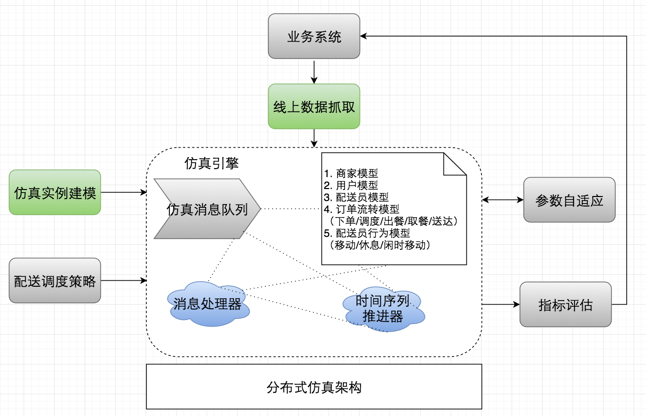 业务系统
线上数据抓取
仿真引擎
仿真实例建模
仿真消息队列
1. 商家模型
2. 用户模型
3. 配送员模型
4. 订单流转模型
（下单/调度/出餐/取餐/送达）
5. 配送员行为模型
（移动/休息/闲时移动）
参数自适应
配送调度策略
消息处理器
时间序列
推进器
指标评估
分布式仿真架构